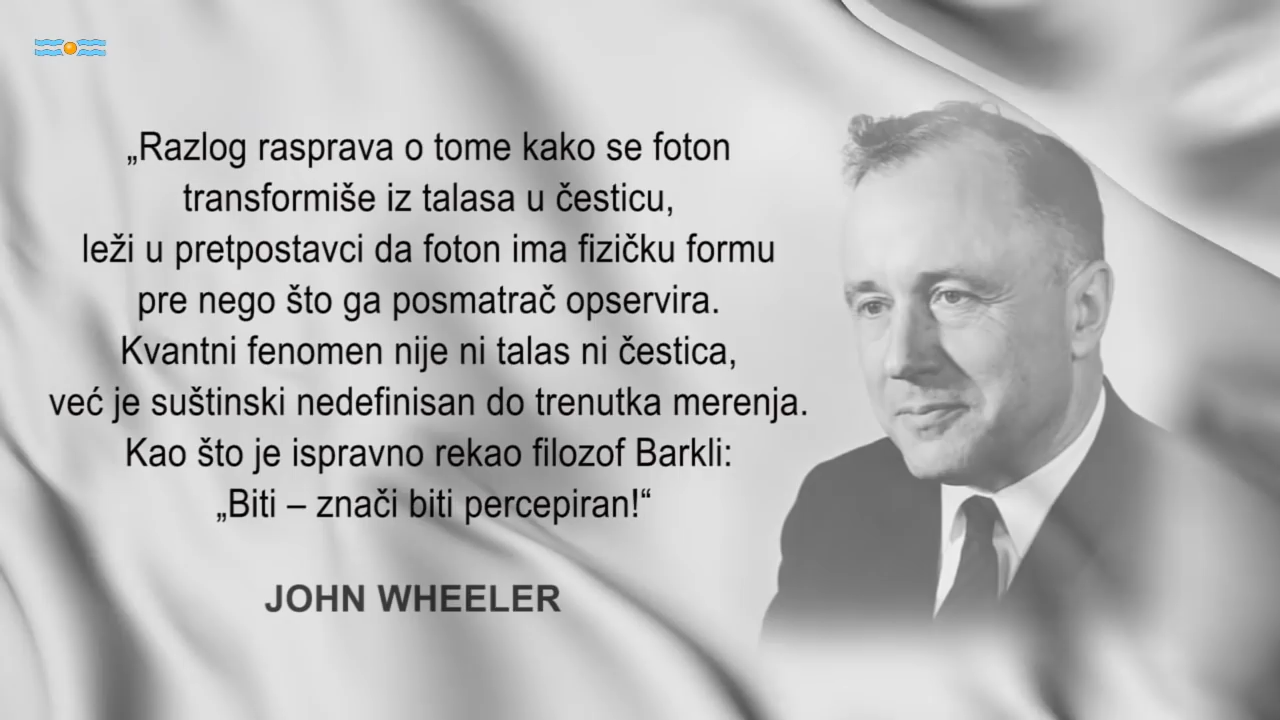 „Razlog rasprava o tome kako se foton
transformiše iz talasa u česticu,
leži u pretpostavci da foton ima fizičku formu
pre nego što ga posmatrač opservira.
Kvantni fenomen nije ni talas ni čestica,
već je suštinski nedefinisan do trenutka merenja.
Kao što je ispravno rekao filozof Barkli:
„Biti – znači biti percepiran!“
JOHN WHEELER